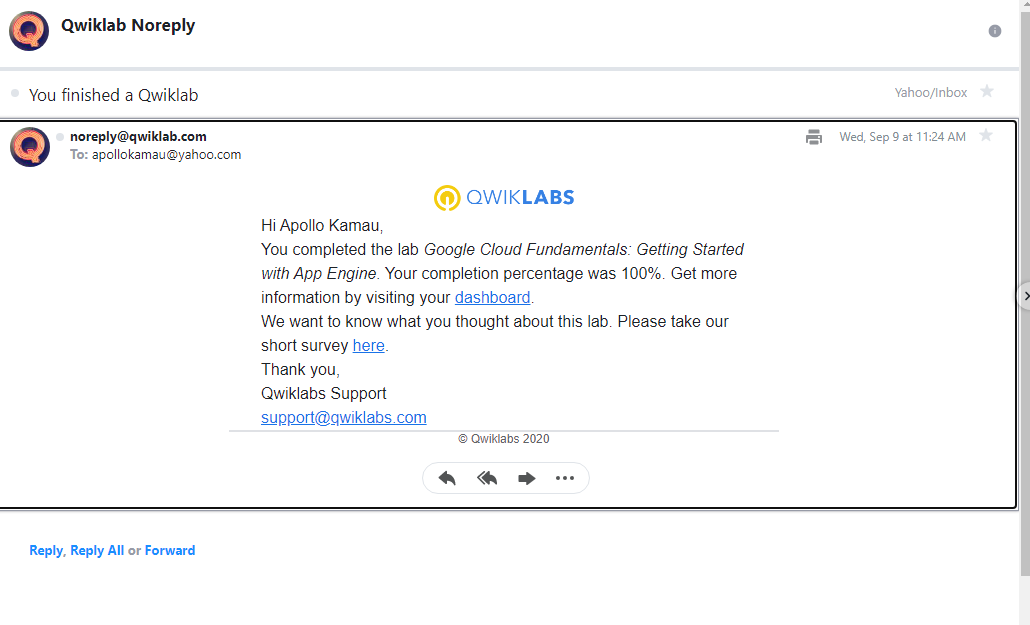 Qwiklab Noreply
You finished a Qwiklab
Yahoo/Inbox
noreply@qwiklab.com
Wed, Sep 9 at 11:24 AM
To: apollokamau@yahoo.com
QWIKLABS
Hi Apollo Kamau,
You completed the lab Google Cloud Fundamentals: Getting Started
with App Engine. Your completion percentage was 100%. Get more
information by visiting your dashboard.
We want to know what you thought about this lab. Please take our
short survey here.
Thank you,
Qwiklabs Support
support@qwiklabs.com
© Qwiklabs 2020
Reply, Reply All or Forward